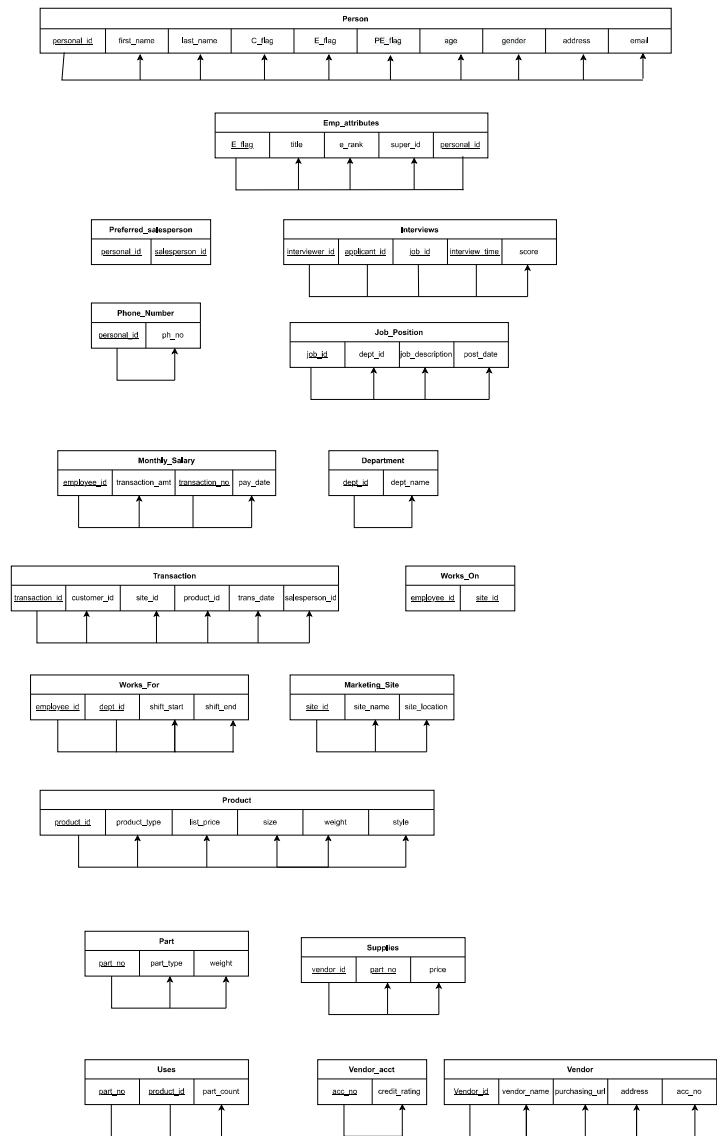 Person
personal_id first_name last_name C_flag E_flag PE_flag age gender address email
Emp_attributes
E_flag title e_rank super_id personal_id
Preferred_salesperson
personal_id salesperson_id
Interviews
interviewer_id applicant_id job_id interview_time score
Phone_Number
personal_id ph_no
Job_Position
job_id dept_id job_description post_date
Monthly_Salary
employee_id transaction_amt transaction_no pay_date
Department
dept_id dept_name
Transaction
transaction_id customer_id site_id product_id trans_date salesperson_id
Works_On
employee_id site_id
Works_For
employee_id dept_id shift_start shift_end
Marketing_Site
site_id site_name site_location
Product
product_id product_type list_price size weight style
Part
part_no part_type weight
Supplies
vendor_id part_no price
Uses
part_no product_id part_count
Vendor_acct
acc_no credit_rating
Vendor
Vendor_id vendor_name purchasing_url address acc_no